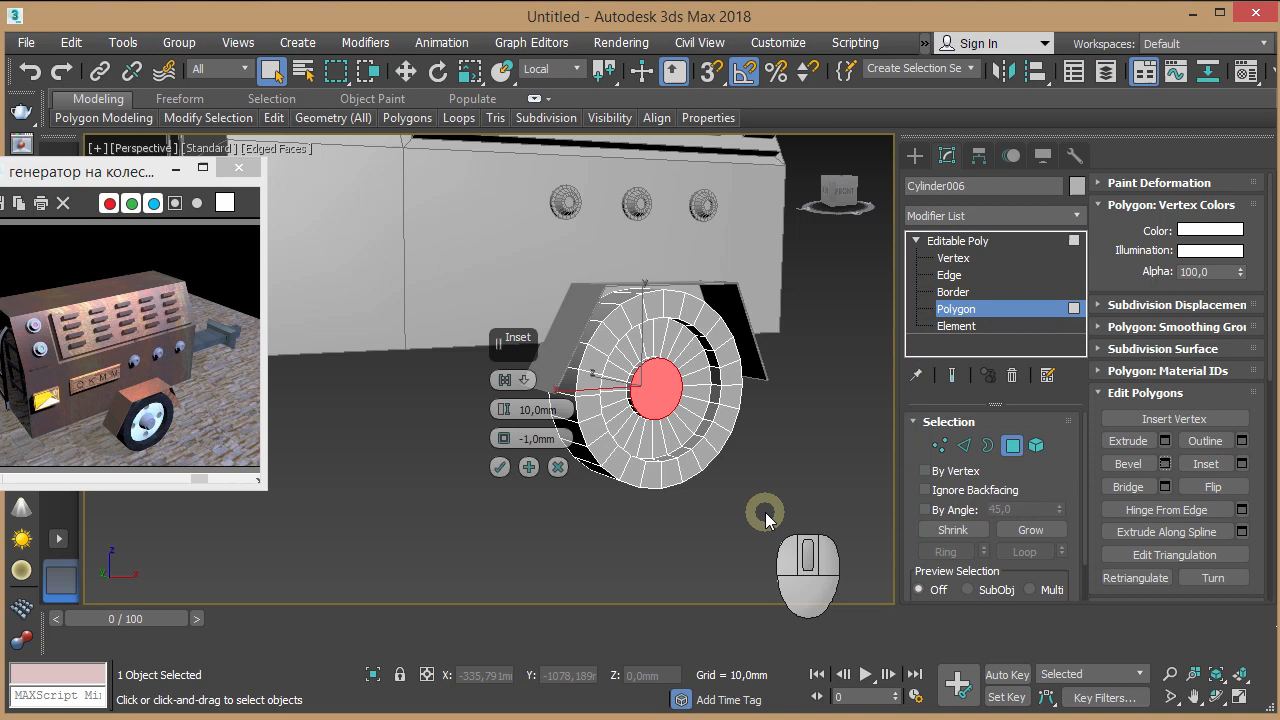 Untitled - Autodesk 3ds Max 2018
File Edit Tools Group Views Create Modifiers Animation Graph Editors Rendering Civil View Customize Scripting » Sign In Workspaces: Default
All Local Create Selection Se
Modeling Freeform Selection Object Paint Populate
Polygon Modeling Modify Selection Edit Geometry (All) Polygons Loops Tris Subdivision Visibility Align Properties
[+] [Perspective] [Standard] [Edged Faces]
генератор на колес...
FRONT
Inset
10,0mm
-1,0mm
Cylinder006
Modifier List
Editable Poly
Vertex
Edge
Border
Polygon
Element
Selection
By Vertex
Ignore Backfacing
By Angle: 45,0
Shrink Grow
Ring Loop
Preview Selection
Off SubObj Multi
Paint Deformation
Polygon: Vertex Colors
Color:
Illumination:
Alpha: 100,0
Subdivision Displacemen
Polygon: Smoothing Grou
Subdivision Surface
Polygon: Material IDs
Edit Polygons
Insert Vertex
Extrude Outline
Bevel Inset
Bridge Flip
Hinge From Edge
Extrude Along Spline
Edit Triangulation
Retriangulate Turn
< 0 / 100 >
1 Object Selected X: -335,791m Y: -1078,189m Z: 0,0mm Grid = 10,0mm Auto Key Selected
MAXScript Mi Click or click-and-drag to select objects Add Time Tag 0 Set Key Key Filters...